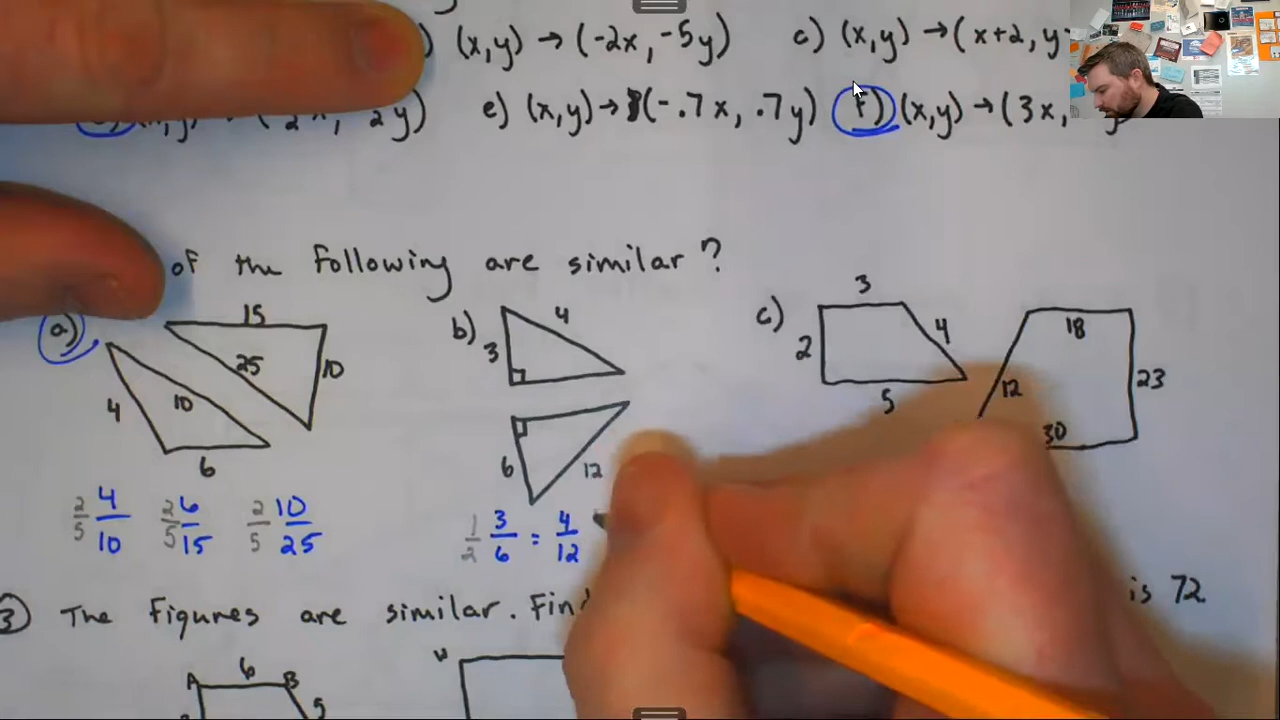 ) (x,y) → (-2x, -5y) c) (x,y) → (x+2, y
2y) e) (x,y) → (-.7x, .7y) f) (x,y) → (3x,
of the following are similar?
a) 15 25 10 4 10 6
b) 4 3 6 12
c) 3 2 4 5 18 12 23 30
2/5 4/10 2/5 6/15 2/5 10/25
1/2 3/6 = 4/12
③ The figures are similar. Find is 72
A 6 B 5